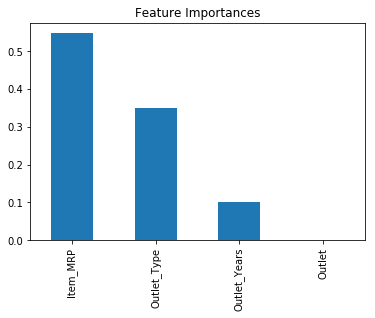 Feature Importances
0.5
0.4
0.3
0.2
0.1
0.0
Item_MRP
Outlet_Type
Outlet_Years
Outlet